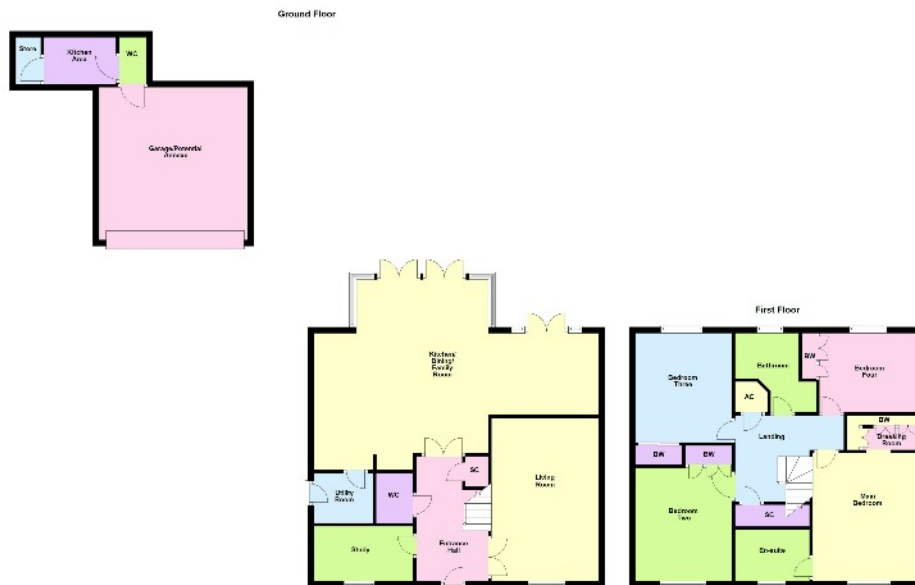 Ground Floor
Store
Kitchen
Area
WC
Garage/Potential
Annexe
Kitchen/
Dining/
Family
Room
SC
Living
Room
Utility
Room
WC
Study
Entrance
Hall
First Floor
Bedroom
Three
Bathroom
BW
Bedroom
Four
AC
BW
Landing
Dressing
Room
BW
BW
Bedroom
Two
SC
Main
Bedroom
En-suite